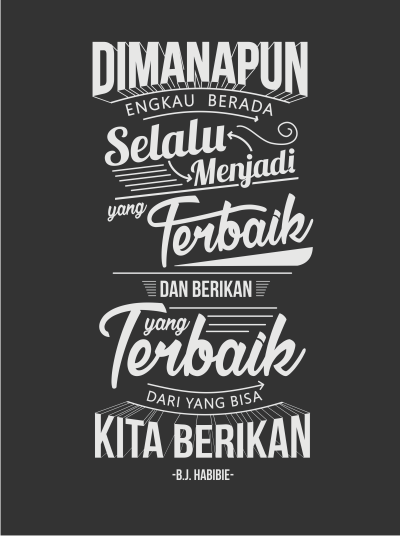 DIMANAPUN
ENGKAU BERADA
Selalu
Menjadi
yang Terbaik
DAN BERIKAN
yang
Terbaik
DARI YANG BISA
KITA BERIKAN
-B.J. HABIBIE-